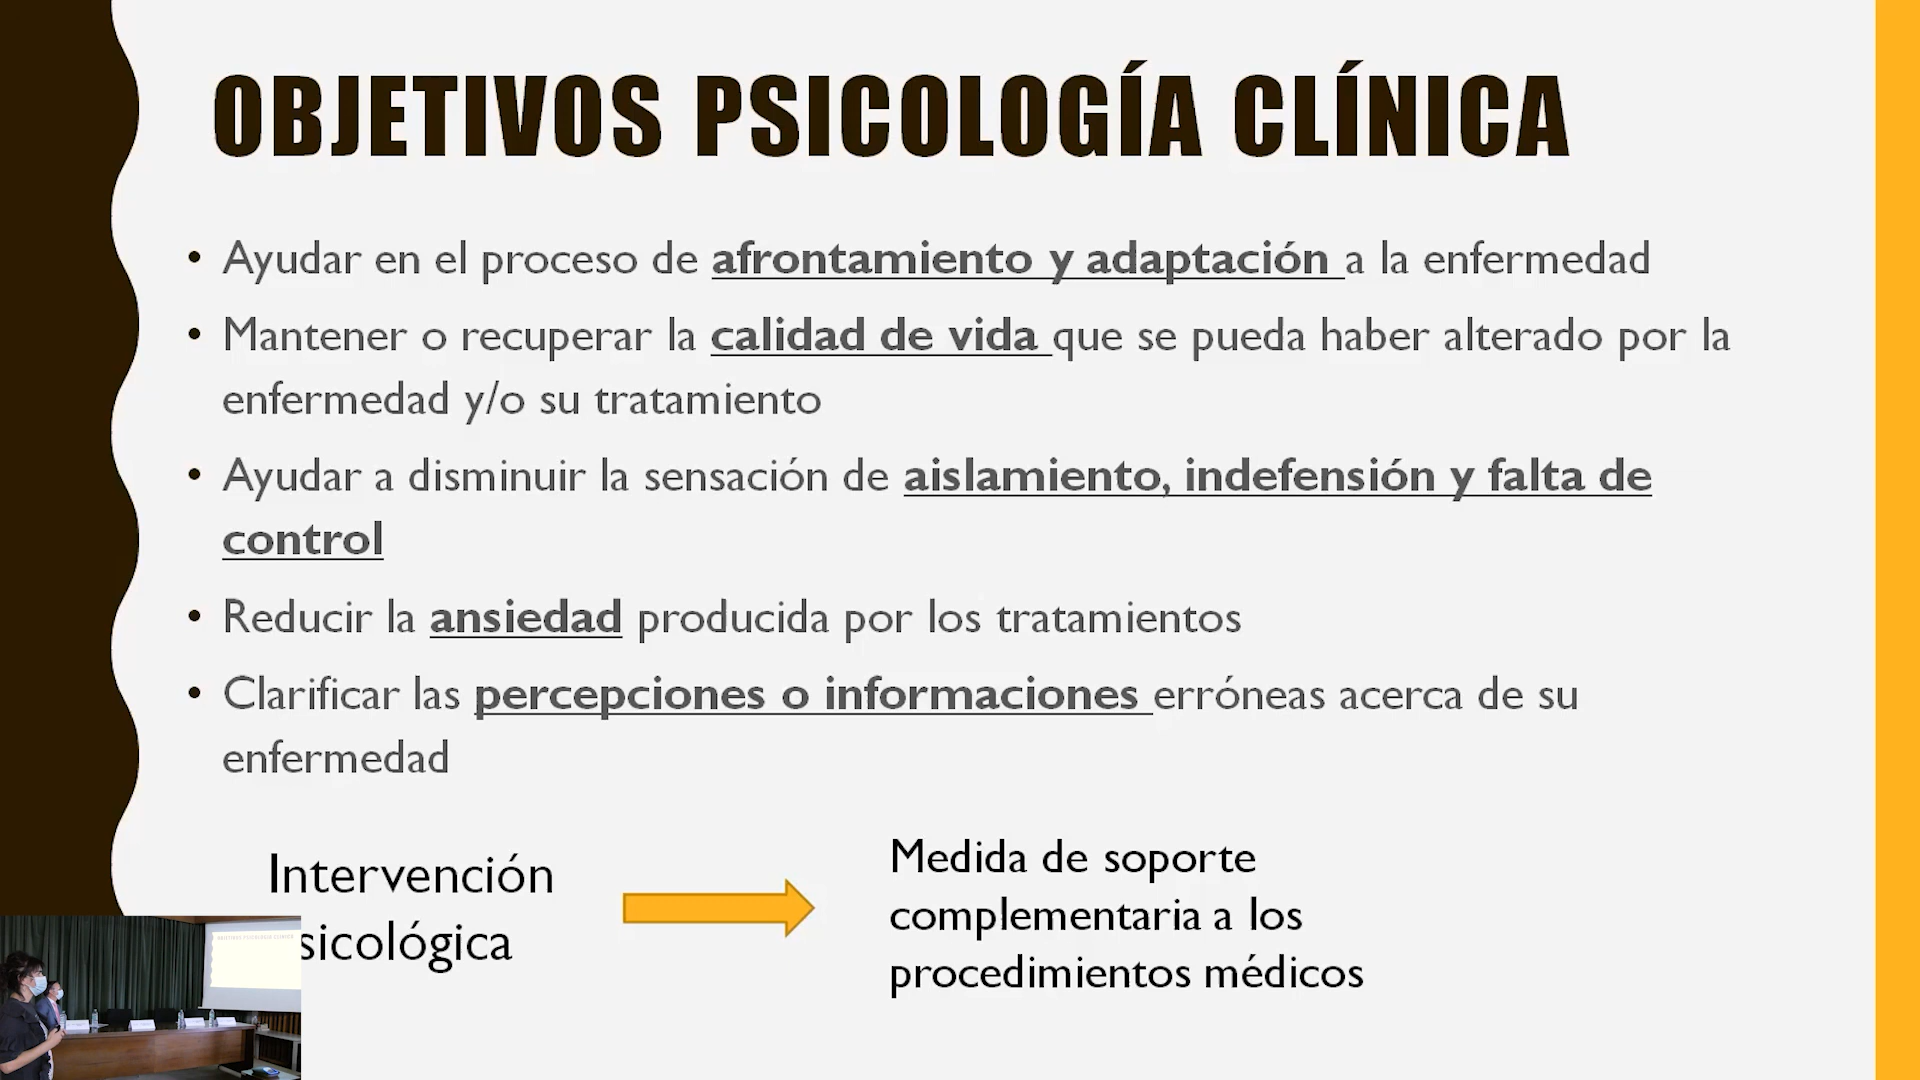 OBJETIVOS PSICOLOGÍA CLÍNICA
• Ayudar en el proceso de afrontamiento y adaptación a la enfermedad
• Mantener o recuperar la calidad de vida que se pueda haber alterado por la
enfermedad y/o su tratamiento
• Ayudar a disminuir la sensación de aislamiento, indefensión y falta de
control
• Reducir la ansiedad producida por los tratamientos
• Clarificar las percepciones o informaciones erróneas acerca de su
enfermedad
Intervención
sicológica
Medida de soporte
complementaria a los
procedimientos médicos
OBJETIVOS PSICOLOGÍA CLÍNICA